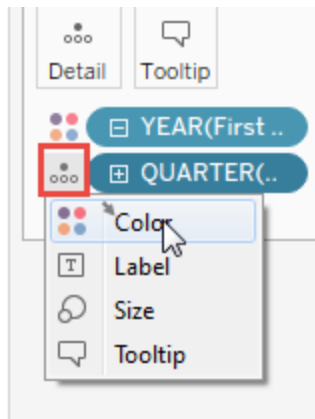 Detail Tooltip
YEAR(First ..
QUARTER(..
Color
T Label
Size
Tooltip